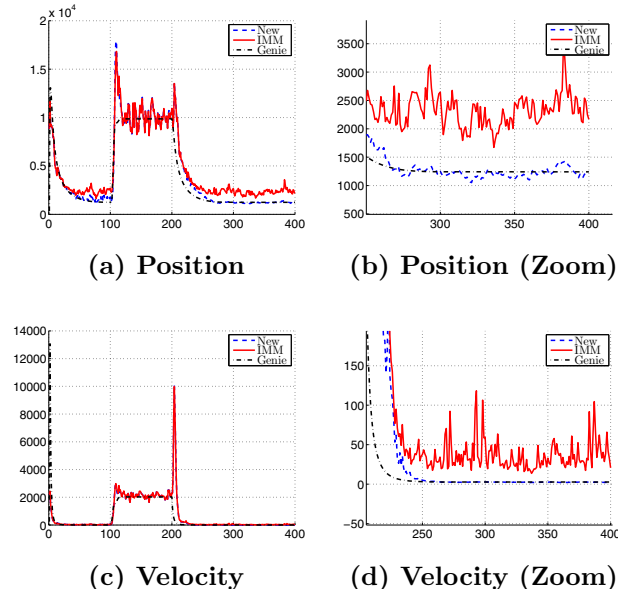 x 10^4
2
New
IMM
Genie
1.5
1
0.5
0
0 100 200 300 400
(a) Position
New
IMM
Genie
3500
3000
2500
2000
1500
1000
500
300 350 400
(b) Position (Zoom)
14000
New
IMM
Genie
12000
10000
8000
6000
4000
2000
0
0 100 200 300 400
(c) Velocity
New
IMM
Genie
150
100
50
0
−50
250 300 350 400
(d) Velocity (Zoom)